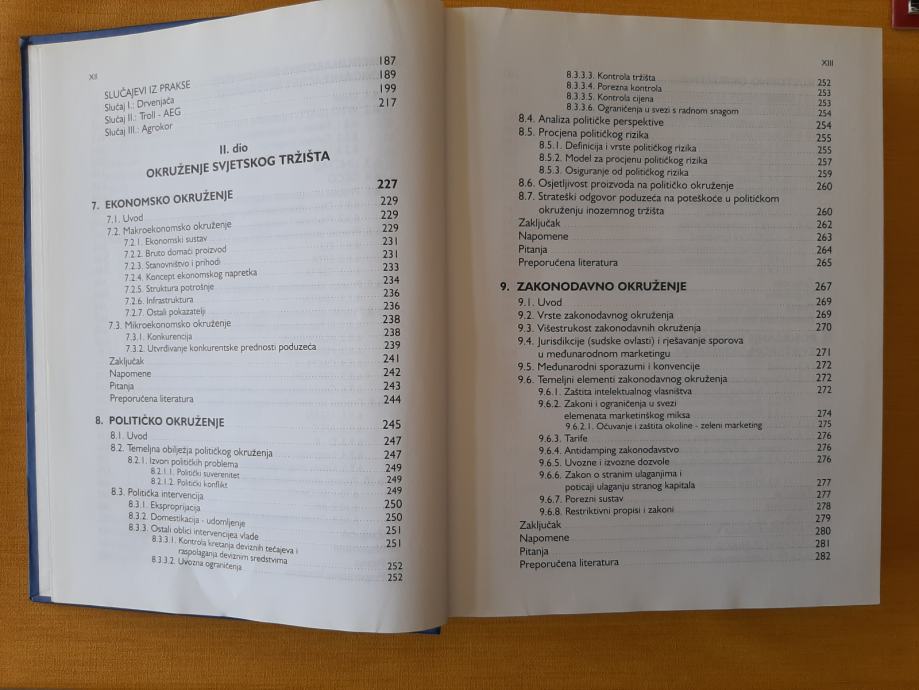 XII
SLUČAJEVI IZ PRAKSE 187
Slučaj I.: Drvenjača 189
Slučaj II.: Troll - AEG 199
Slučaj III.: Agrokor 217
II. dio
OKRUŽENJE SVJETSKOG TRŽIŠTA
7. EKONOMSKO OKRUŽENJE 227
7.1. Uvod 229
7.2. Makroekonomsko okruženje 229
7.2.1. Ekonomski sustav 229
7.2.2. Bruto domaći proizvod 231
7.2.3. Stanovništvo i prihodi 231
7.2.4. Koncept ekonomskog napretka 233
7.2.5. Struktura potrošnje 234
7.2.6. Infrastruktura 236
7.2.7. Ostali pokazatelji 236
7.3. Mikroekonomsko okruženje 238
7.3.1. Konkurencija 238
7.3.2. Utvrđivanje konkurentske prednosti poduzeća 239
Zaključak 241
Napomene 242
Pitanja 243
Preporučena literatura 244
8. POLITIČKO OKRUŽENJE 245
8.1. Uvod 247
8.2. Temeljna obilježja političkog okruženja 247
8.2.1. Izvori političkih problema 249
8.2.1.1. Politički suverenitet 249
8.2.1.2. Politički konflikt 249
8.3. Politička intervencija 250
8.3.1. Eksproprijacija 250
8.3.2. Domestikacija - udomljenje 251
8.3.3. Ostali oblici intervencijea vlade 251
8.3.3.1. Kontrola kretanja deviznih tečajeva i
raspolaganja deviznim sredstvima 252
8.3.3.2. Uvozna ograničenja 252
XIII
8.3.3.3. Kontrola tržišta 252
8.3.3.4. Porezna kontrola 253
8.3.3.5. Kontrola cijena 253
8.3.3.6. Ograničenja u svezi s radnom snagom 254
8.4. Analiza političke perspektive 254
8.5. Procjena političkog rizika 255
8.5.1. Definicija i vrste političkog rizika 255
8.5.2. Model za procjenu političkog rizika 257
8.5.3. Osiguranje od političkog rizika 259
8.6. Osjetljivost proizvoda na političko okruženje 260
8.7. Strateški odgovor poduzeća na poteškoće u političkom
okruženju inozemnog tržišta 260
Zaključak 262
Napomene 263
Pitanja 264
Preporučena literatura 265
9. ZAKONODAVNO OKRUŽENJE 267
9.1. Uvod 269
9.2. Vrste zakonodavnog okruženja 269
9.3. Višestrukost zakonodavnih okruženja 270
9.4. Jurisdikcije (sudske ovlasti) i rješavanje sporova
u međunarodnom marketingu 271
9.5. Međunarodni sporazumi i konvencije 272
9.6. Temeljni elementi zakonodavnog okruženja 272
9.6.1. Zaštita intelektualnog vlasništva 272
9.6.2. Zakoni i ograničenja u svezi
elemenata marketinškog miksa 274
9.6.2.1. Očuvanje i zaštita okoline - zeleni marketing 275
9.6.3. Tarife 276
9.6.4. Antidamping zakonodavstvo 276
9.6.5. Uvozne i izvozne dozvole 276
9.6.6. Zakon o stranim ulaganjima i
poticaji ulaganju stranog kapitala 277
9.6.7. Porezni sustav 277
9.6.8. Restriktivni propisi i zakoni 278
Zaključak 279
Napomene 280
Pitanja 281
Preporučena literatura 282